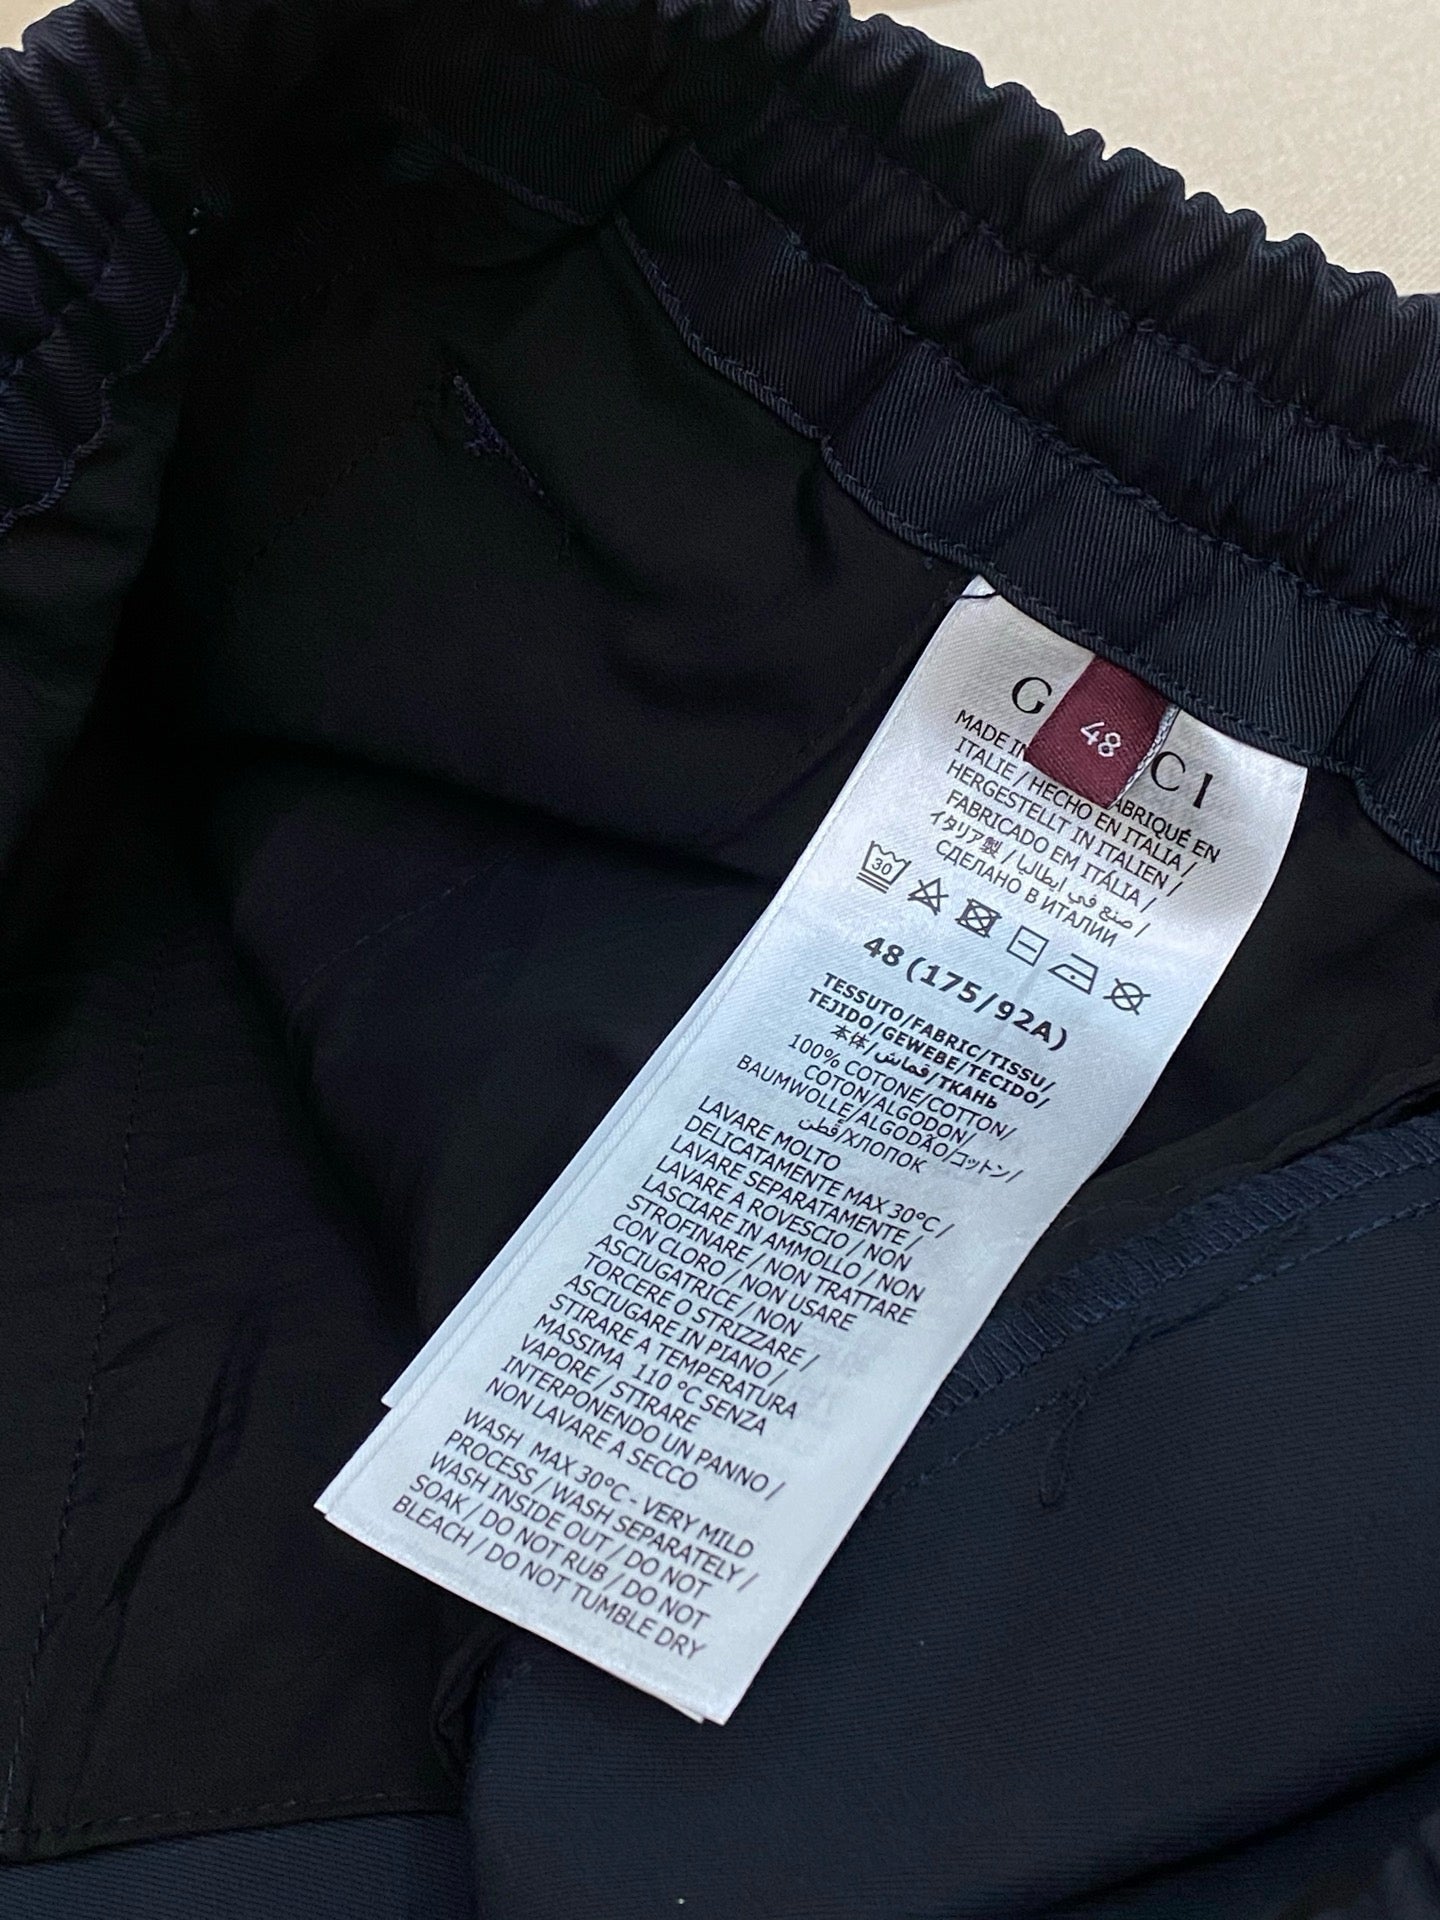 G CI
48
MADE IN ABRIQUÉ EN
ITALIE / HECHO EN ITALIA /
HERGESTELLT IN ITALIEN /
FABRICADO EM ITÁLIA /
イタリア製 / صنع في ايطاليا /
СДЕЛАНО В ИТАЛИИ
30
48 (175/92A)
TESSUTO/FABRIC/TISSU/
TEJIDO/GEWEBE/TECIDO/
本体/قماش/ТКАНЬ
100% COTONE/COTTON/
COTON/ALGODON/
BAUMWOLLE/ALGODÃO/コットン/
قطن/ХЛОПОК
LAVARE MOLTO
DELICATAMENTE MAX 30°C /
LAVARE SEPARATAMENTE /
LAVARE A ROVESCIO / NON
LASCIARE IN AMMOLLO / NON
STROFINARE / NON TRATTARE
CON CLORO / NON USARE
ASCIUGATRICE / NON
TORCERE O STRIZZARE /
ASCIUGARE IN PIANO /
STIRARE A TEMPERATURA
MASSIMA 110 °C SENZA
VAPORE / STIRARE
INTERPONENDO UN PANNO /
NON LAVARE A SECCO
WASH MAX 30°C - VERY MILD
PROCESS / WASH SEPARATELY /
WASH INSIDE OUT / DO NOT
SOAK / DO NOT RUB / DO NOT
BLEACH / DO NOT TUMBLE DRY